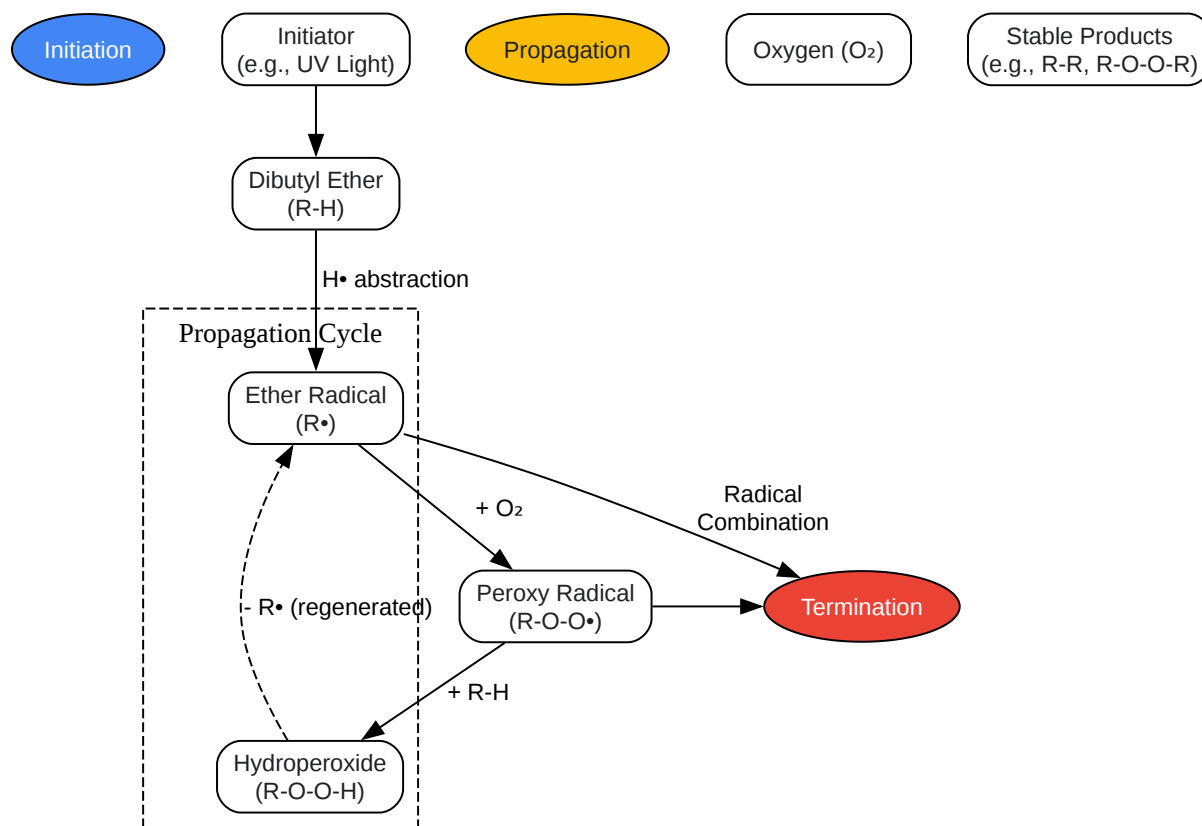 Initiation
Initiator
(e.g., UV Light)
Propagation
Oxygen (O₂)
Stable Products
(e.g., R-R, R-O-O-R)
Dibutyl Ether
(R-H)
H• abstraction
Propagation Cycle
Ether Radical
(R•)
+ O₂
Radical
Combination
- R• (regenerated)
Peroxy Radical
(R-O-O•)
Termination
+ R-H
Hydroperoxide
(R-O-O-H)